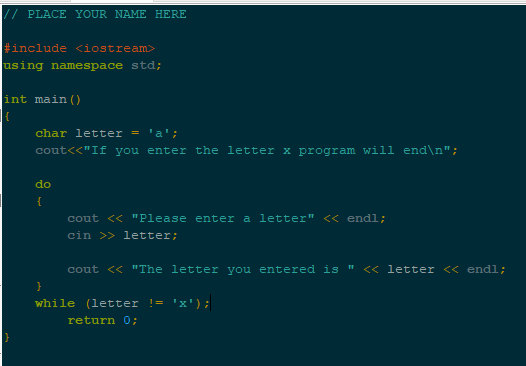 // PLACE YOUR NAME HERE
#include <iostream>
using namespace std;
int main()
{
char letter = 'a';
cout<<"If you enter the letter x program will end\n";
do
{
cout << "Please enter a letter" << endl;
cin >> letter;
cout << "The letter you entered is " << letter << endl;
}
while (letter != 'x');
return 0;
}